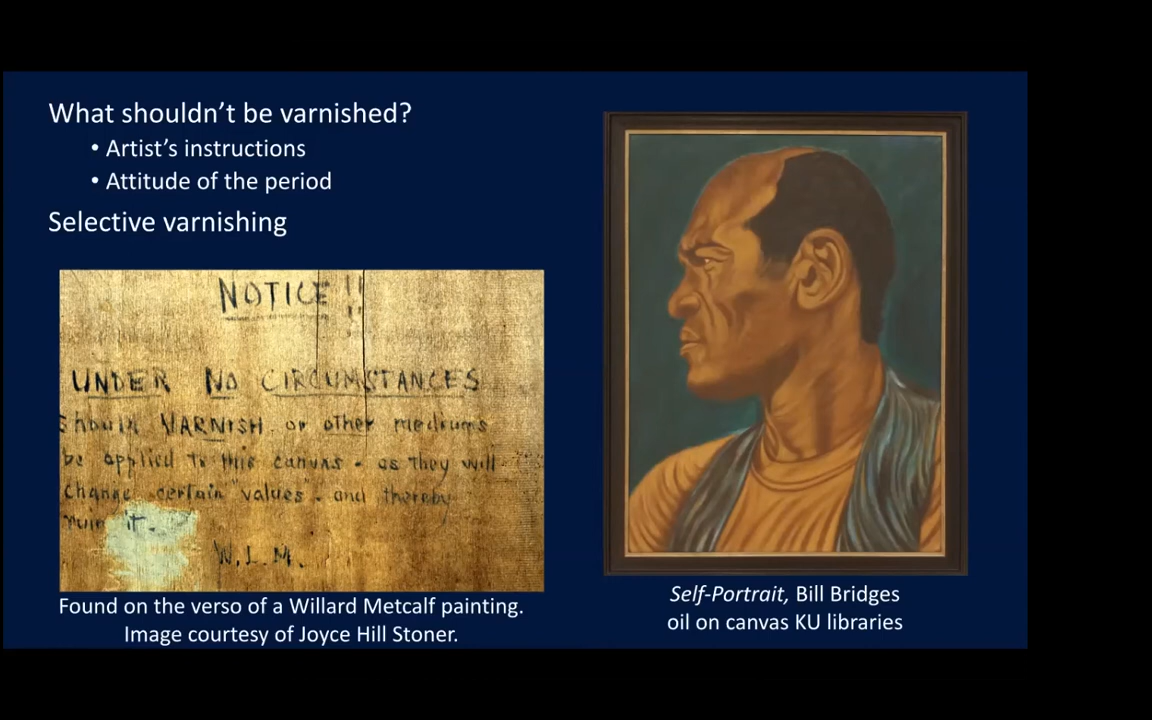 What shouldn't be varnished?
• Artist's instructions
• Attitude of the period
Selective varnishing
NOTICE !!
UNDER NO CIRCUMSTANCES
Should VARNISH or other mediums
be applied to this canvas - as they will
change certain "values" - and thereby
ruin it.
W.L.M.
Found on the verso of a Willard Metcalf painting.
Image courtesy of Joyce Hill Stoner.
Self-Portrait, Bill Bridges
oil on canvas KU libraries